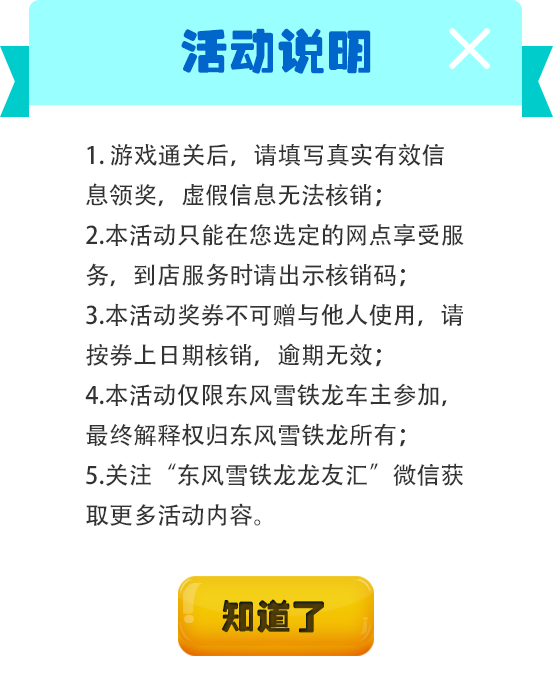 活动说明
1. 游戏通关后，请填写真实有效信
息领奖，虚假信息无法核销；
2.本活动只能在您选定的网点享受服
务，到店服务时请出示核销码；
3.本活动奖券不可赠与他人使用，请
按券上日期核销，逾期无效；
4.本活动仅限东风雪铁龙车主参加，
最终解释权归东风雪铁龙所有；
5.关注“东风雪铁龙龙友汇”微信获
取更多活动内容。
知道了